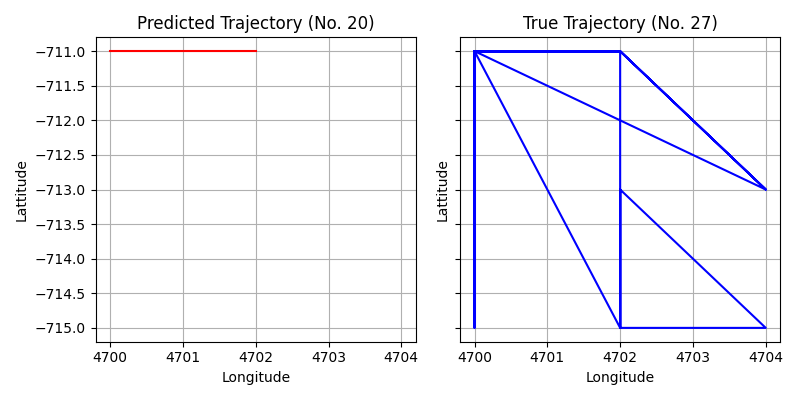 Predicted Trajectory (No. 20)
−711.0
−711.5
−712.0
−712.5
−713.0
−713.5
−714.0
−714.5
−715.0
Lattitude
4700 4701 4702 4703 4704
Longitude
True Trajectory (No. 27)
Lattitude
4700 4701 4702 4703 4704
Longitude